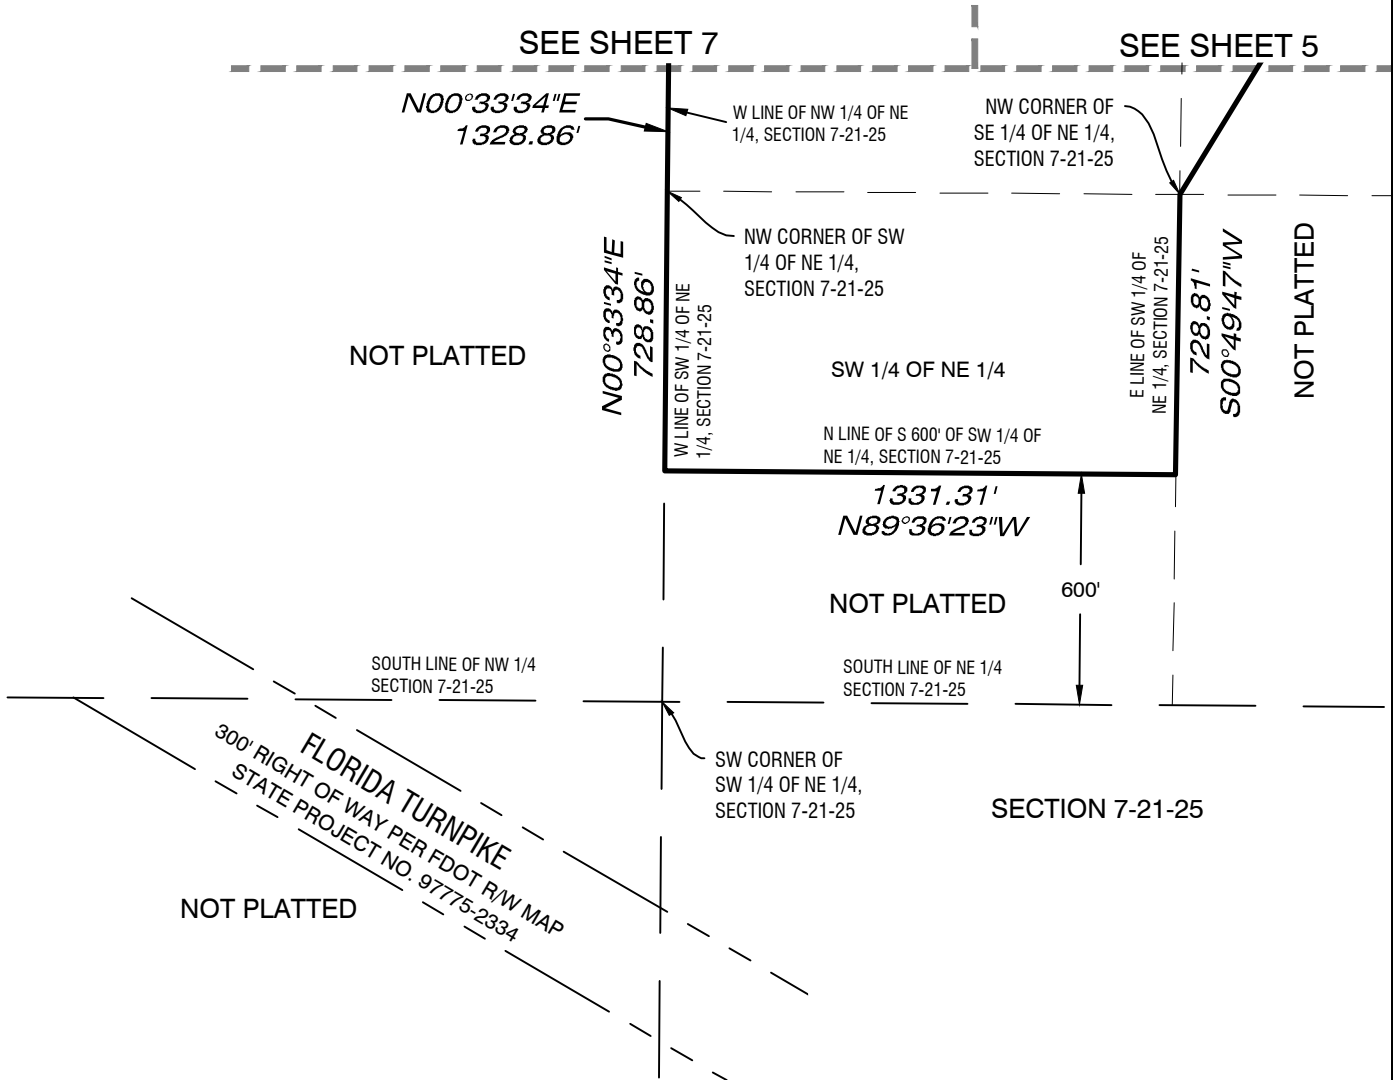 SEE SHEET 7
SEE SHEET 5
N00°33'34"E
1328.86'
W LINE OF NW 1/4 OF NE
1/4, SECTION 7-21-25
NW CORNER OF
SE 1/4 OF NE 1/4,
SECTION 7-21-25
NW CORNER OF SW
1/4 OF NE 1/4,
SECTION 7-21-25
N00°33'34"E
728.86'
W LINE OF SW 1/4 OF NE
1/4, SECTION 7-21-25
NOT PLATTED
SW 1/4 OF NE 1/4
E LINE OF SW 1/4 OF
NE 1/4, SECTION 7-21-25
728.81'
S00°49'47"W
NOT PLATTED
N LINE OF S 600' OF SW 1/4 OF
NE 1/4, SECTION 7-21-25
1331.31'
N89°36'23"W
600'
NOT PLATTED
SOUTH LINE OF NW 1/4
SECTION 7-21-25
SOUTH LINE OF NE 1/4
SECTION 7-21-25
SW CORNER OF
SW 1/4 OF NE 1/4,
SECTION 7-21-25
SECTION 7-21-25
FLORIDA TURNPIKE
300' RIGHT OF WAY PER FDOT R/W MAP
STATE PROJECT NO. 97775-2334
NOT PLATTED